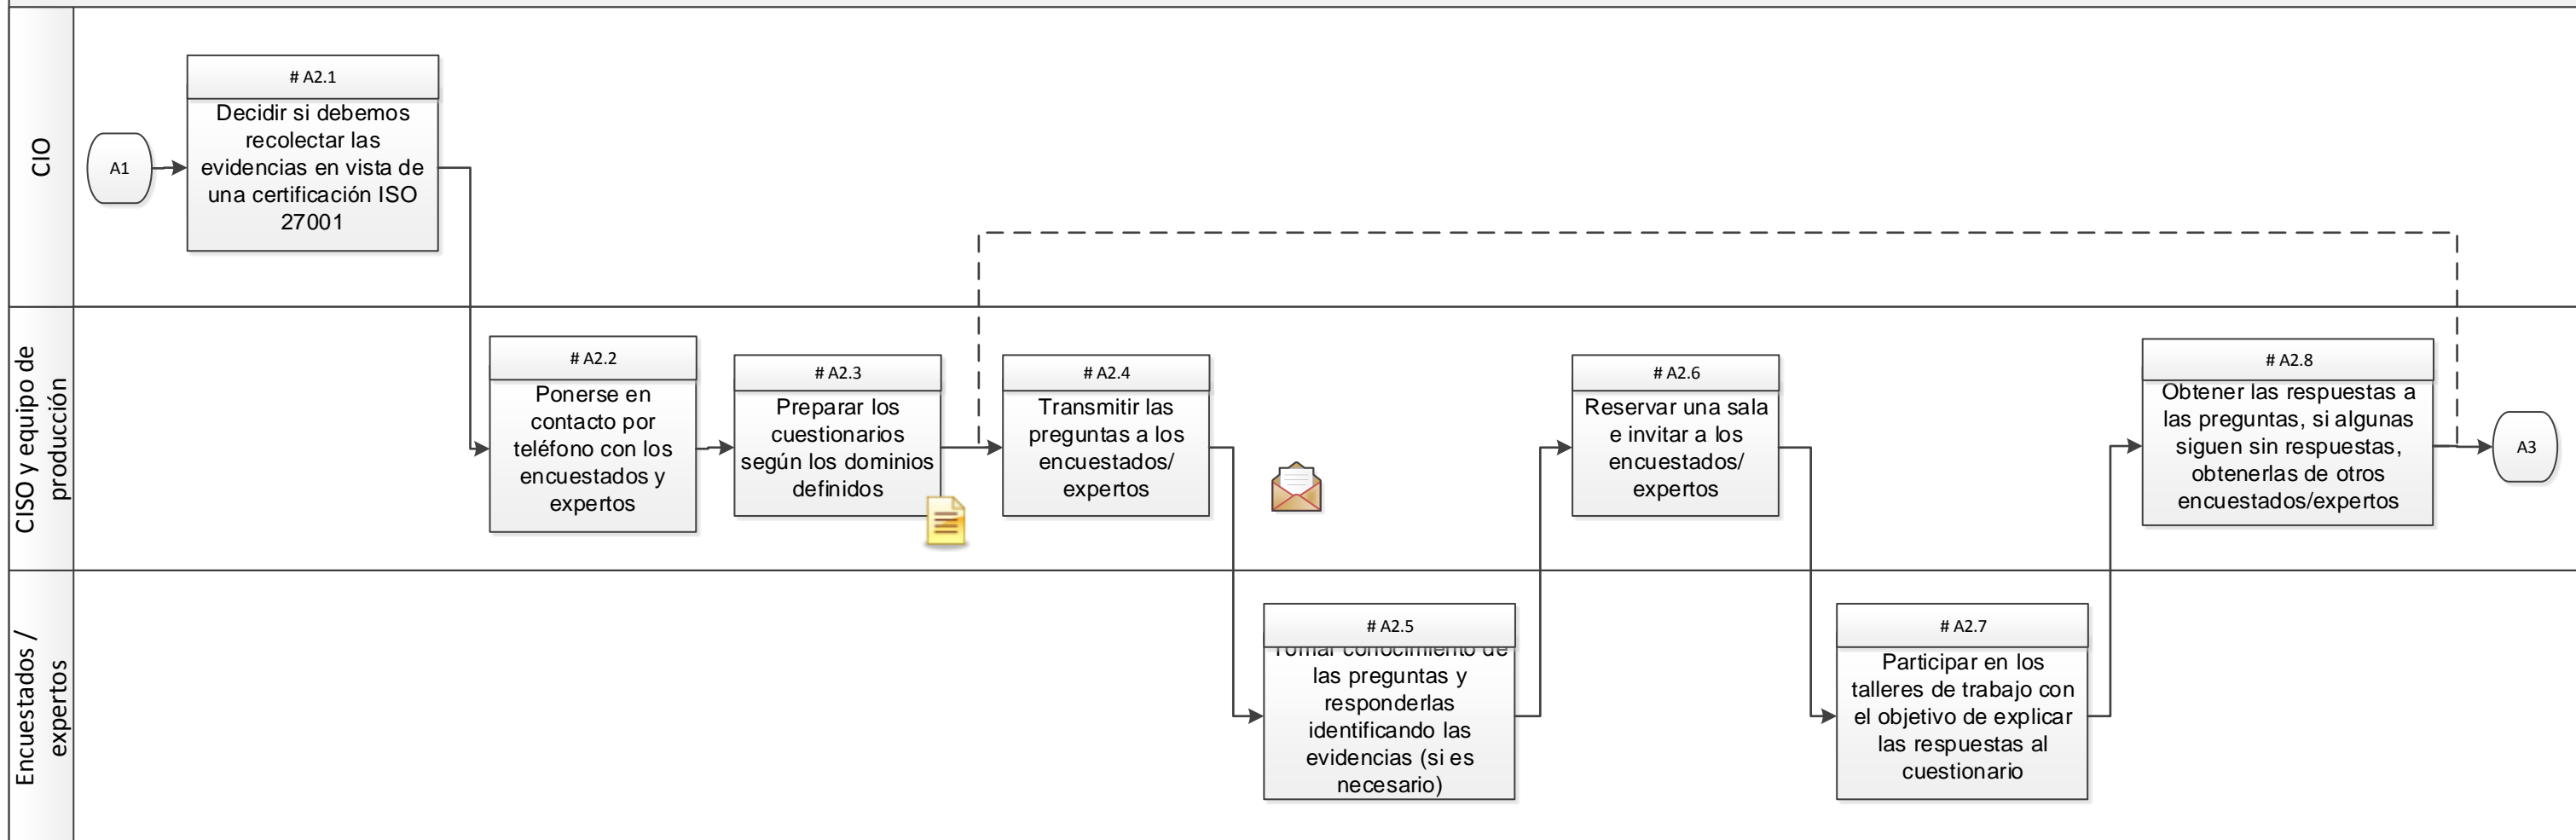 CIO
A1
# A2.1
Decidir si debemos
recolectar las
evidencias en vista de
una certificación ISO
27001
CISO y equipo de
producción
# A2.2
Ponerse en
contacto por
teléfono con los
encuestados y
expertos
# A2.3
Preparar los
cuestionarios
según los dominios
definidos
# A2.4
Transmitir las
preguntas a los
encuestados/
expertos
# A2.6
Reservar una sala
e invitar a los
encuestados/
expertos
# A2.8
Obtener las respuestas a
las preguntas, si algunas
siguen sin respuestas,
obtenerlas de otros
encuestados/expertos
A3
Encuestados /
expertos
# A2.5
Tomar conocimiento de
las preguntas y
responderlas
identificando las
evidencias (si es
necesario)
# A2.7
Participar en los
talleres de trabajo con
el objetivo de explicar
las respuestas al
cuestionario